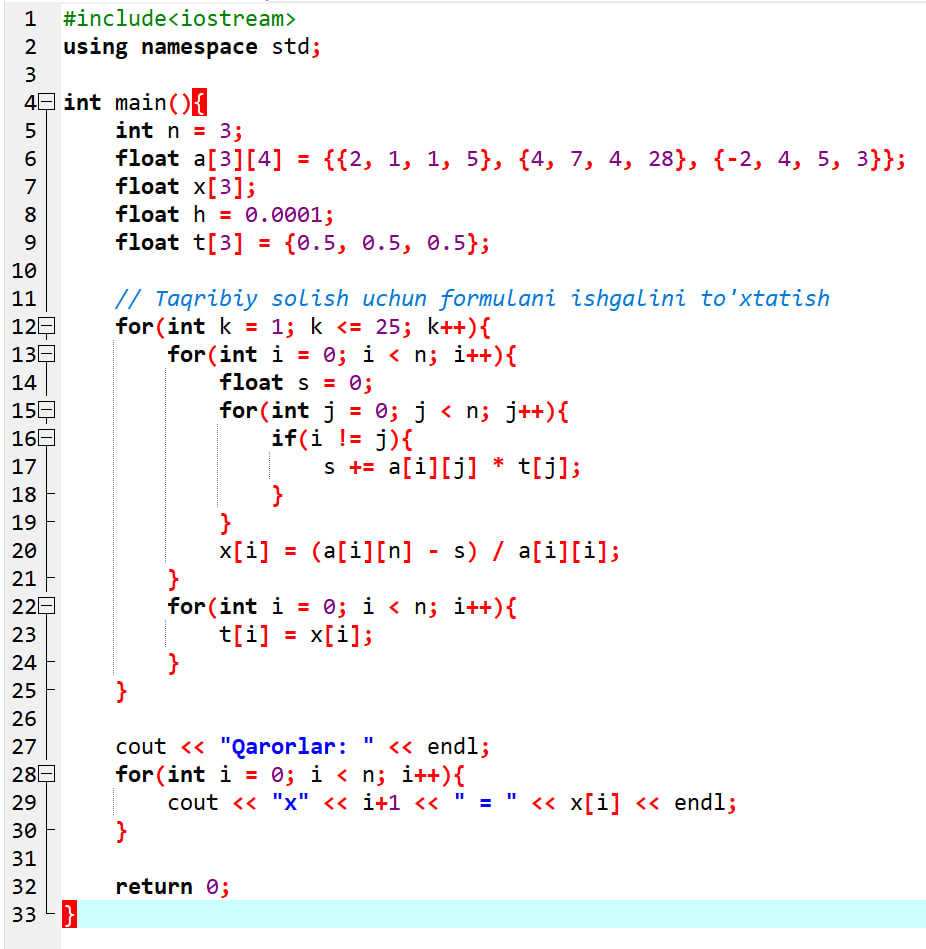 1 #include<iostream>
2 using namespace std;
3
4 int main(){
5     int n = 3;
6     float a[3][4] = {{2, 1, 1, 5}, {4, 7, 4, 28}, {-2, 4, 5, 3}};
7     float x[3];
8     float h = 0.0001;
9     float t[3] = {0.5, 0.5, 0.5};
10
11     // Taqribiy solish uchun formulani ishgalini to'xtatish
12     for(int k = 1; k <= 25; k++){
13         for(int i = 0; i < n; i++){
14             float s = 0;
15             for(int j = 0; j < n; j++){
16                 if(i != j){
17                     s += a[i][j] * t[j];
18                 }
19             }
20             x[i] = (a[i][n] - s) / a[i][i];
21         }
22         for(int i = 0; i < n; i++){
23             t[i] = x[i];
24         }
25     }
26
27     cout << "Qarorlar: " << endl;
28     for(int i = 0; i < n; i++){
29         cout << "x" << i+1 << " = " << x[i] << endl;
30     }
31
32     return 0;
33 }